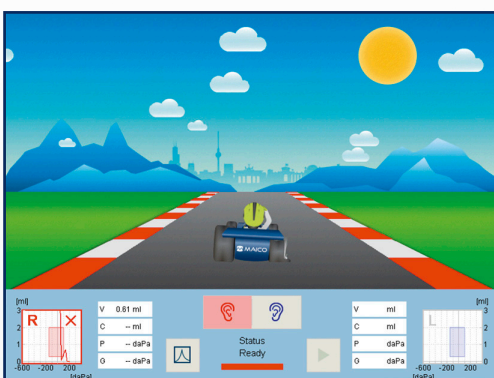 MAICO
[ml]
3
2
1
0
R
-600 -200 200
[daPa]
V 0.61 ml
C -- ml
P -- daPa
G -- daPa
Status
Ready
V ml
C ml
P daPa
G daPa
[ml]
3
2
1
0
L
-600 -200 200
[daPa]